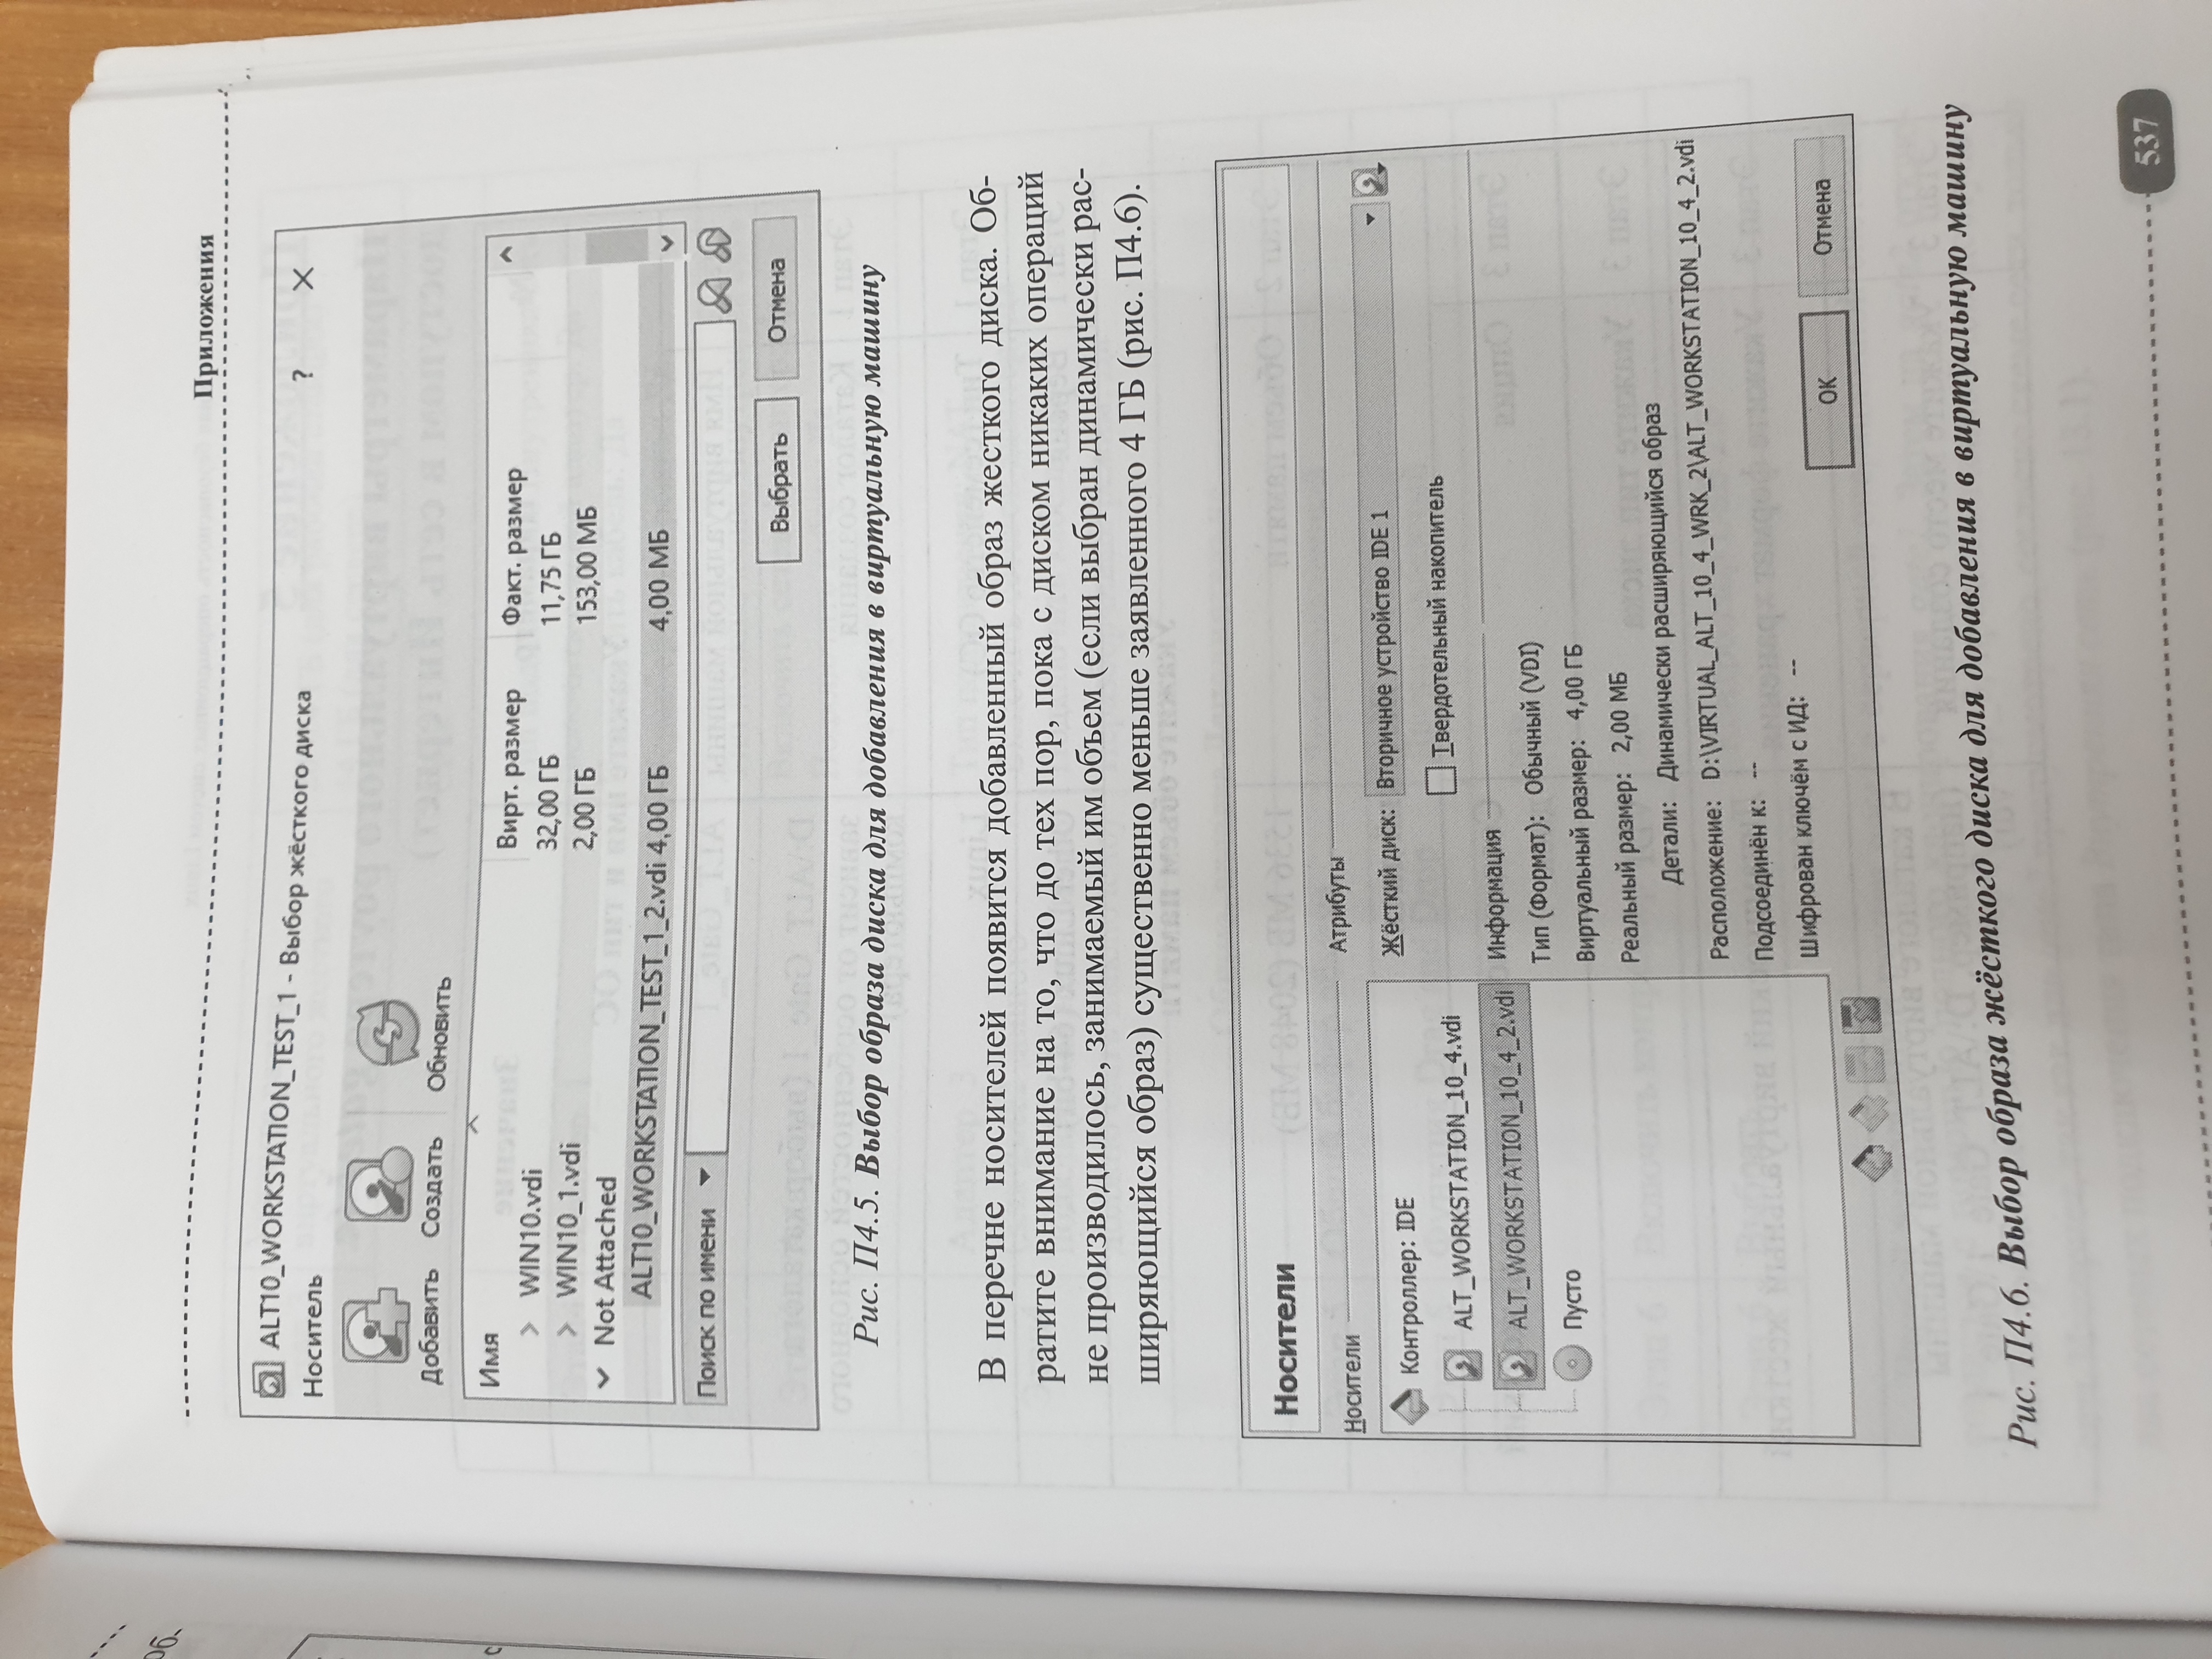 Приложения
ALT10_WORKSTATION_TEST_1 - Выбор жёсткого диска ? X
Носитель
Добавить Создать Обновить
Имя Вирт. размер Факт. размер
WIN10.vdi 32,00 ГБ 11,75 ГБ
WIN10_1.vdi 2,00 ГБ 153,00 МБ
Not Attached
ALT10_WORKSTATION_TEST_1_2.vdi 4,00 ГБ 4,00 МБ
Поиск по имени
Выбрать Отмена
Рис. П4.5. Выбор образа диска для добавления в виртуальную машину
В перечне носителей появится добавленный образ жесткого диска. Об-
ратите внимание на то, что до тех пор, пока с диском никаких операций
не производилось, занимаемый им объем (если выбран динамически рас-
ширяющийся образ) существенно меньше заявленного 4 ГБ (рис. П4.6).
Носители
Носители
Контроллер: IDE
ALT_WORKSTATION_10_4.vdi
ALT_WORKSTATION_10_4_2.vdi
Пусто
Атрибуты
Жёсткий диск: Вторичное устройство IDE 1
Твердотельный накопитель
Информация
Тип (Формат): Обычный (VDI)
Виртуальный размер: 4,00 ГБ
Реальный размер: 2,00 МБ
Детали: Динамически расширяющийся образ
Расположение: D:\VIRTUAL_ALT_10_4_WRK_2\ALT_WORKSTATION_10_4_2.vdi
Подсоединён к: --
Шифрован ключём с ИД: --
OK Отмена
Рис. П4.6. Выбор образа жёсткого диска для добавления в виртуальную машину
537